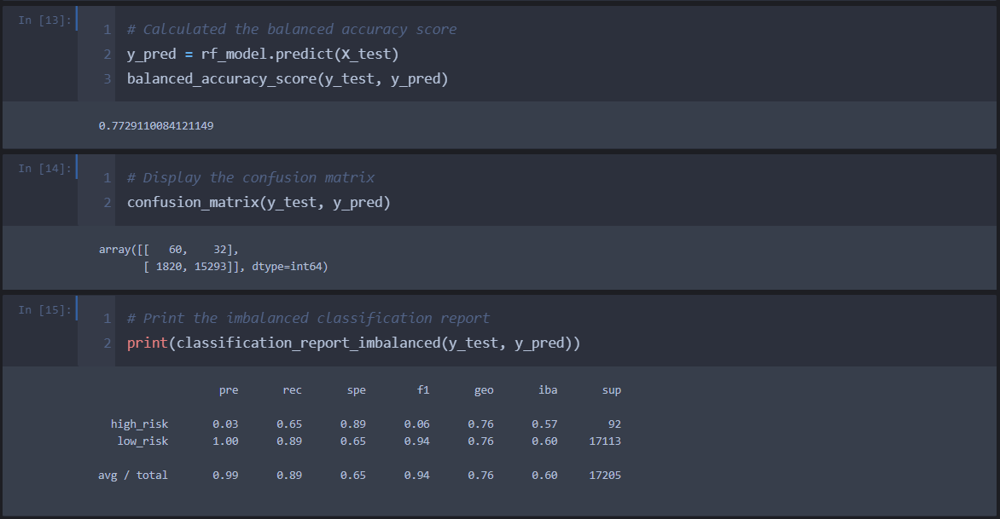 In [13]:
1 # Calculated the balanced accuracy score
2 y_pred = rf_model.predict(X_test)
3 balanced_accuracy_score(y_test, y_pred)
0.7729110084121149
In [14]:
1 # Display the confusion matrix
2 confusion_matrix(y_test, y_pred)
array([[   60,    32],
       [ 1820, 15293]], dtype=int64)
In [15]:
1 # Print the imbalanced classification report
2 print(classification_report_imbalanced(y_test, y_pred))
pre rec spe f1 geo iba sup
high_risk 0.03 0.65 0.89 0.06 0.76 0.57 92
low_risk 1.00 0.89 0.65 0.94 0.76 0.60 17113
avg / total 0.99 0.89 0.65 0.94 0.76 0.60 17205